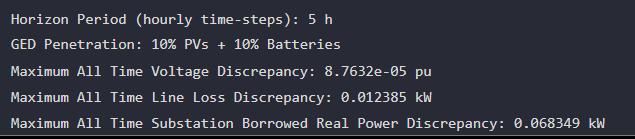 Horizon Period (hourly time-steps): 5 h
GED Penetration: 10% PVs + 10% Batteries
Maximum All Time Voltage Discrepancy: 8.7632e-05 pu
Maximum All Time Line Loss Discrepancy: 0.012385 kW
Maximum All Time Substation Borrowed Real Power Discrepancy: 0.068349 kW